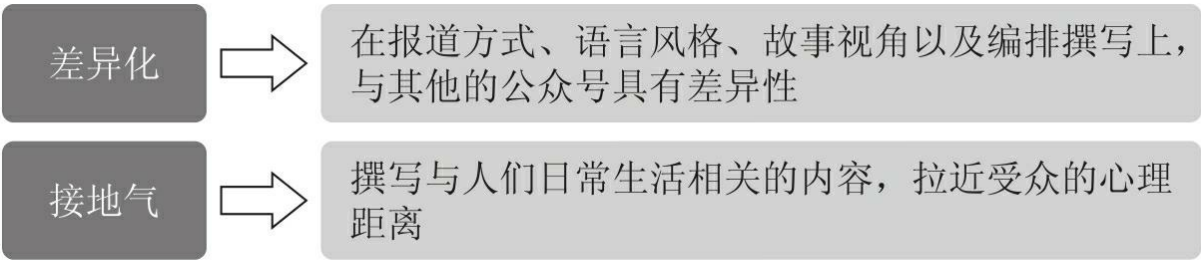 差异化
在报道方式、语言风格、故事视角以及编排撰写上，
与其他的公众号具有差异性
接地气
撰写与人们日常生活相关的内容，拉近受众的心理
距离